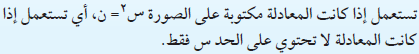 تستعمل إذا كانت المعادلة مكتوبة على الصورة س٢ = ن، أي تستعمل إذا
كانت المعادلة لا تحتوي على الحد س فقط.